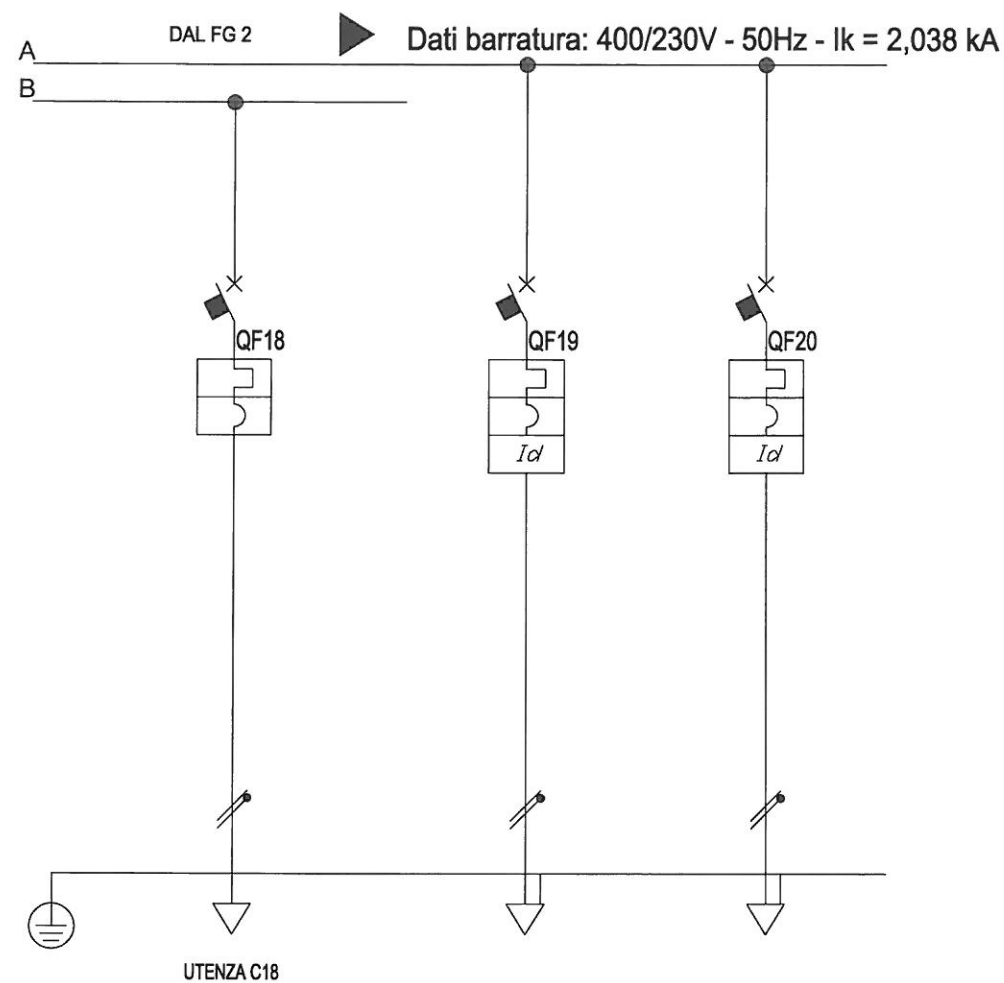 DAL FG 2
Dati barratura: 400/230V - 50Hz - Ik = 2,038 kA
A
B
QF18
QF19
QF20
Id
Id
UTENZA C18